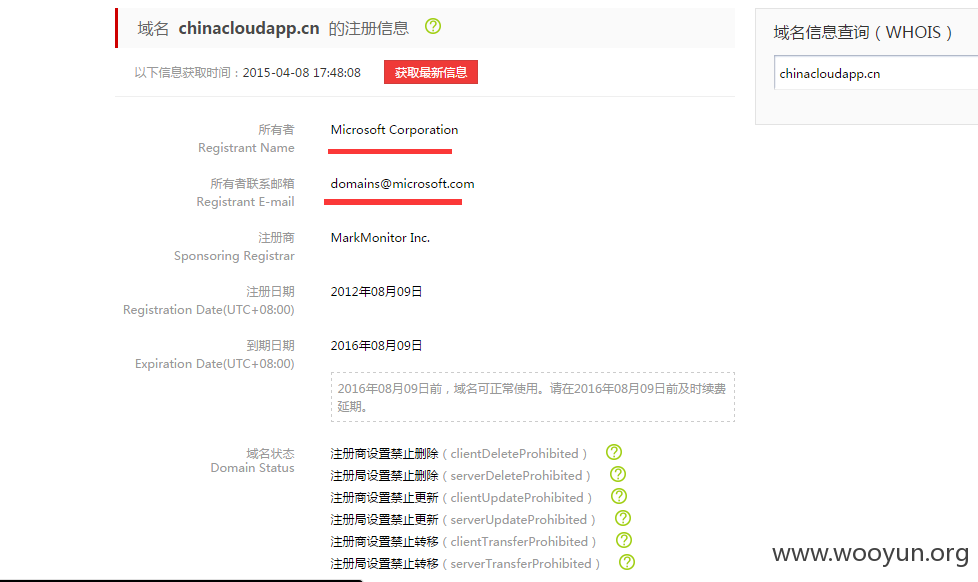 域名 chinacloudapp.cn 的注册信息
以下信息获取时间：2015-04-08 17:48:08 获取最新信息
所有者 Microsoft Corporation
Registrant Name
所有者联系邮箱 domains@microsoft.com
Registrant E-mail
注册商 MarkMonitor Inc.
Sponsoring Registrar
注册日期 2012年08月09日
Registration Date(UTC+08:00)
到期日期 2016年08月09日
Expiration Date(UTC+08:00)
2016年08月09日前，域名可正常使用。请在2016年08月09日前及时续费
延期。
域名状态 注册商设置禁止删除（clientDeleteProhibited）
Domain Status
注册局设置禁止删除（serverDeleteProhibited）
注册商设置禁止更新（clientUpdateProhibited）
注册局设置禁止更新（serverUpdateProhibited）
注册商设置禁止转移（clientTransferProhibited）
注册局设置禁止转移（serverTransferProhibited）
域名信息查询（WHOIS）
chinacloudapp.cn
www.wooyun.org